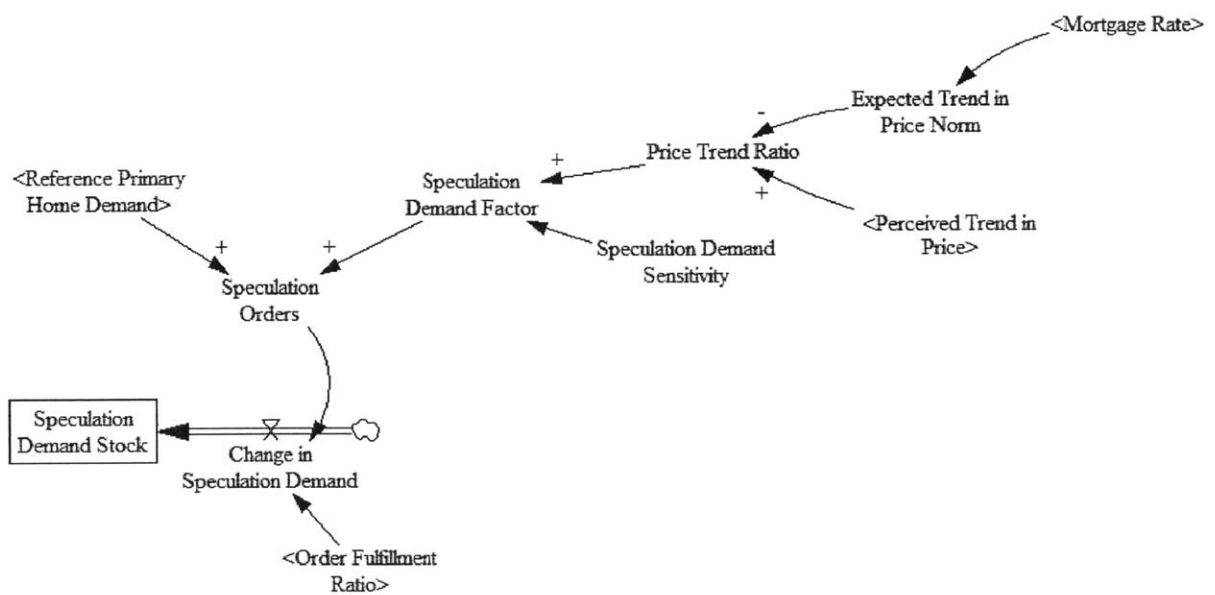 <Mortgage Rate>
Expected Trend in
Price Norm
-
Price Trend Ratio
+
+
<Perceived Trend in
Price>
Speculation
Demand Factor
Speculation Demand
Sensitivity
<Reference Primary
Home Demand>
+
+
Speculation
Orders
Speculation
Demand Stock
Change in
Speculation Demand
<Order Fulfillment
Ratio>